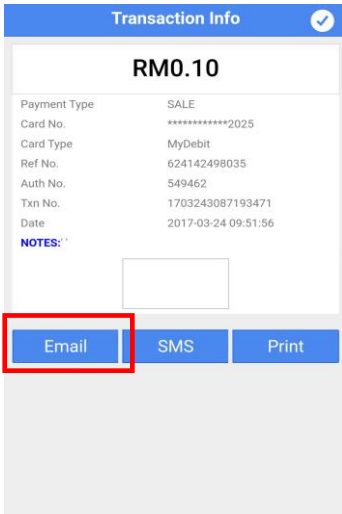 Transaction Info
RM0.10
Payment Type SALE
Card No. ************2025
Card Type MyDebit
Ref No. 624142498035
Auth No. 549462
Txn No. 1703243087193471
Date 2017-03-24 09:51:56
NOTES:' '
Email SMS Print